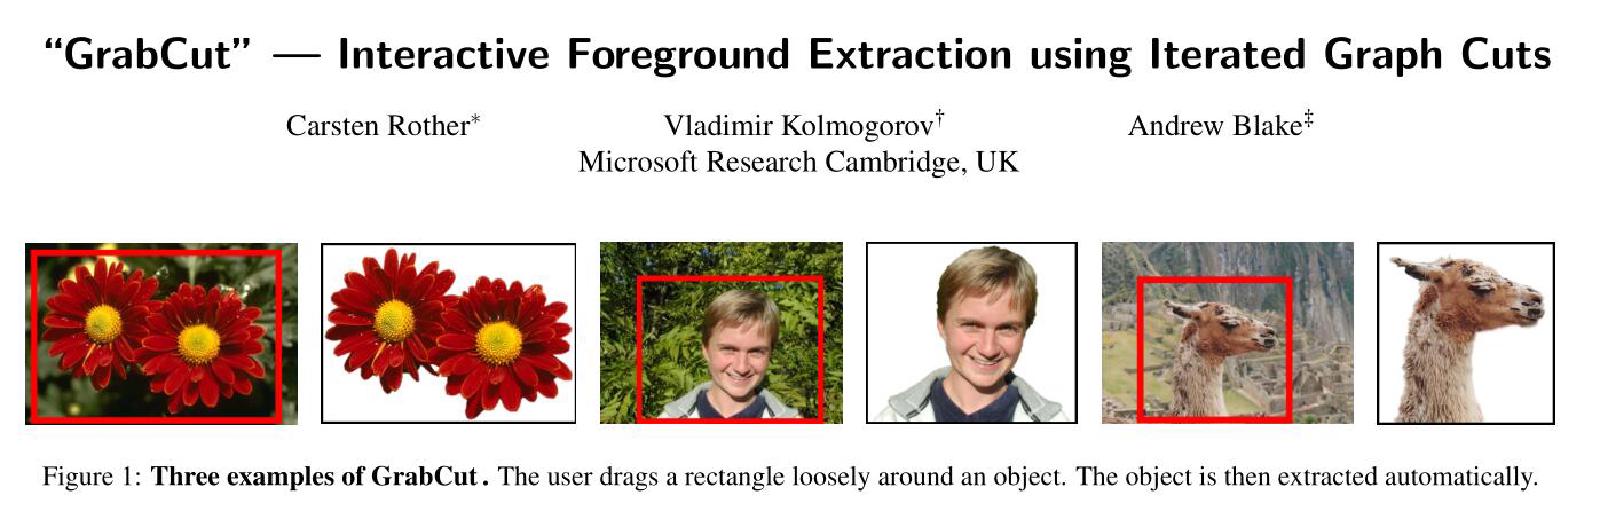 “GrabCut” — Interactive Foreground Extraction using Iterated Graph Cuts
Carsten Rother* Vladimir Kolmogorov† Andrew Blake‡
Microsoft Research Cambridge, UK
Figure 1: Three examples of GrabCut. The user drags a rectangle loosely around an object. The object is then extracted automatically.